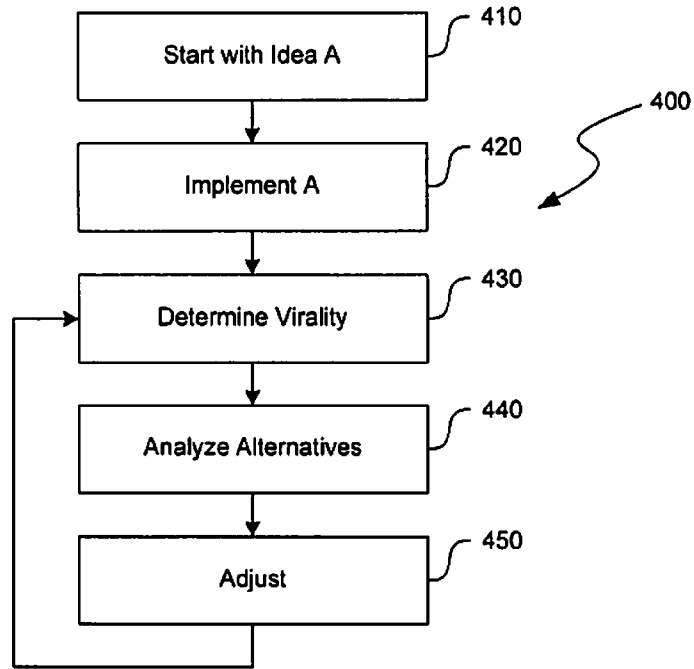 Start with Idea A
410
400
Implement A
420
Determine Virality
430
Analyze Alternatives
440
Adjust
450